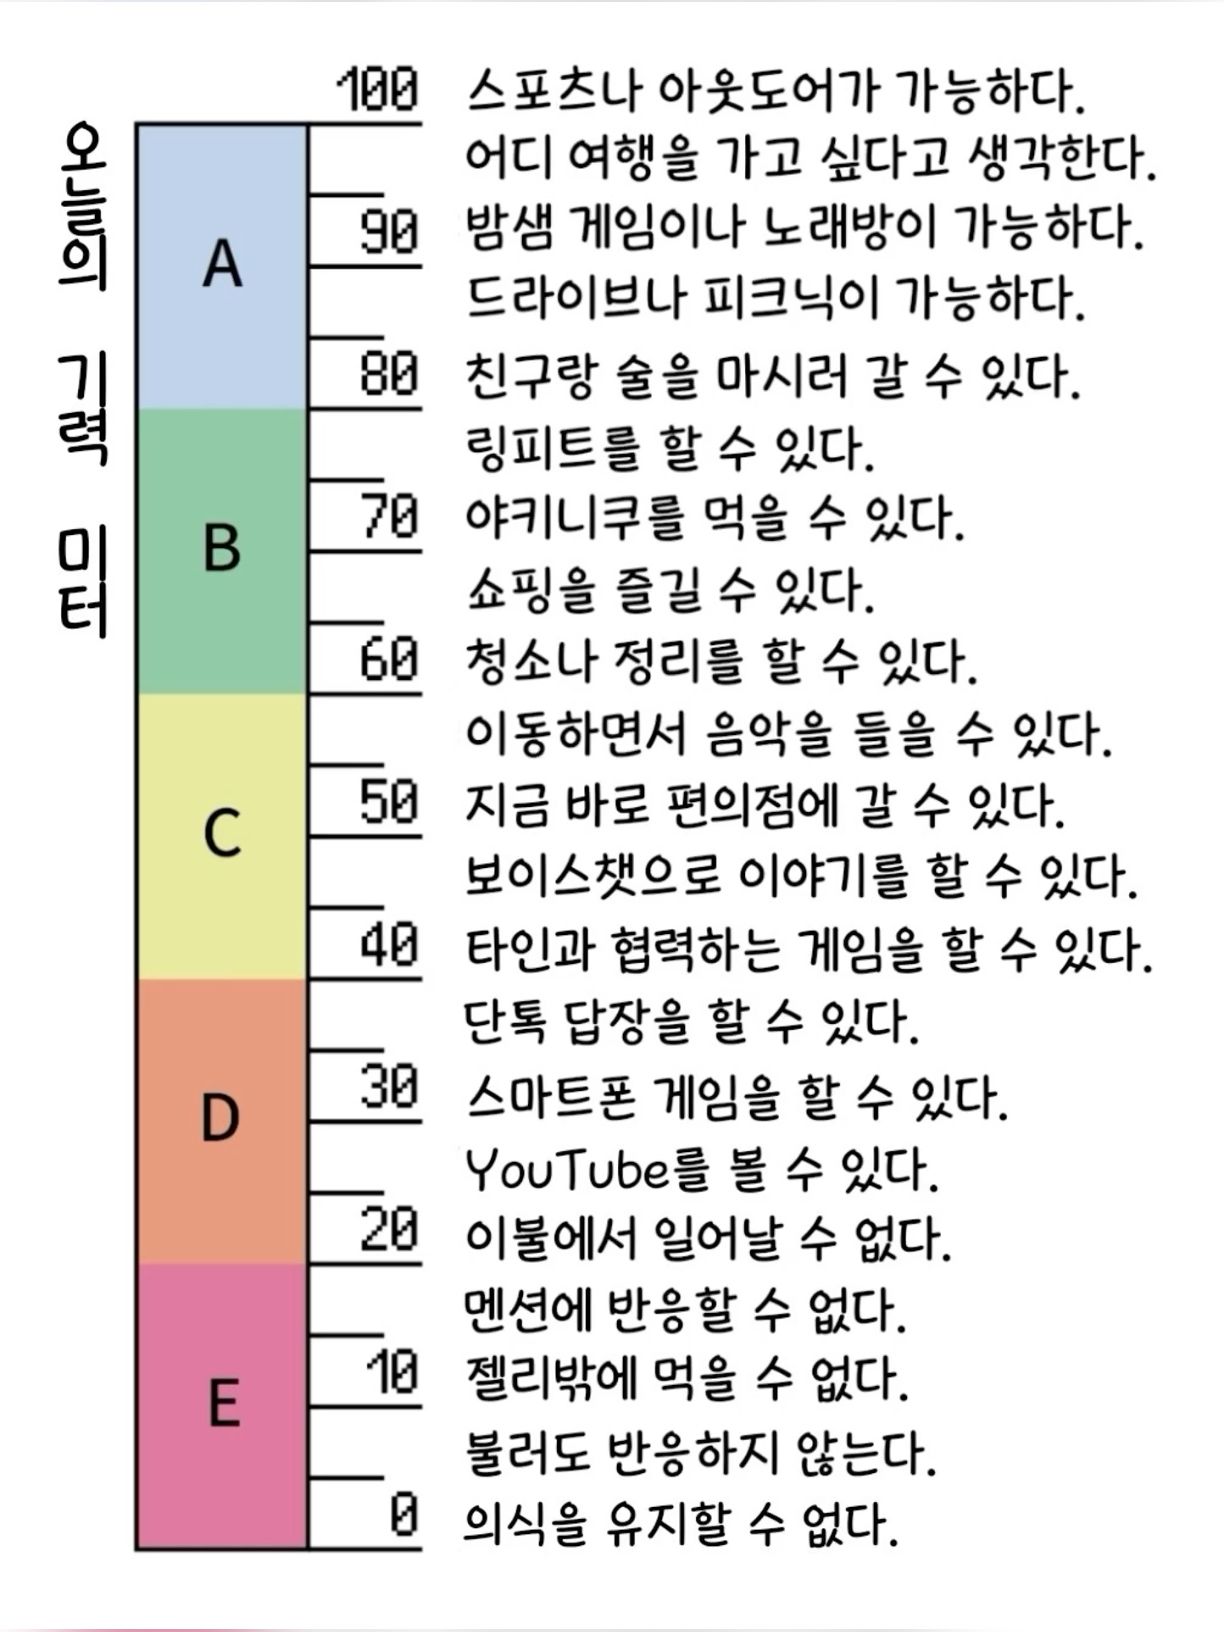 오늘의 기력 미터
100 스포츠나 아웃도어가 가능하다.
어디 여행을 가고 싶다고 생각한다.
90 밤샘 게임이나 노래방이 가능하다.
A
드라이브나 피크닉이 가능하다.
80 친구랑 술을 마시러 갈 수 있다.
링피트를 할 수 있다.
70 야키니쿠를 먹을 수 있다.
B
쇼핑을 즐길 수 있다.
60 청소나 정리를 할 수 있다.
이동하면서 음악을 들을 수 있다.
50 지금 바로 편의점에 갈 수 있다.
C
보이스챗으로 이야기를 할 수 있다.
40 타인과 협력하는 게임을 할 수 있다.
단톡 답장을 할 수 있다.
30 스마트폰 게임을 할 수 있다.
D
YouTube를 볼 수 있다.
20 이불에서 일어날 수 없다.
멘션에 반응할 수 없다.
10 젤리밖에 먹을 수 없다.
E
불러도 반응하지 않는다.
0 의식을 유지할 수 없다.